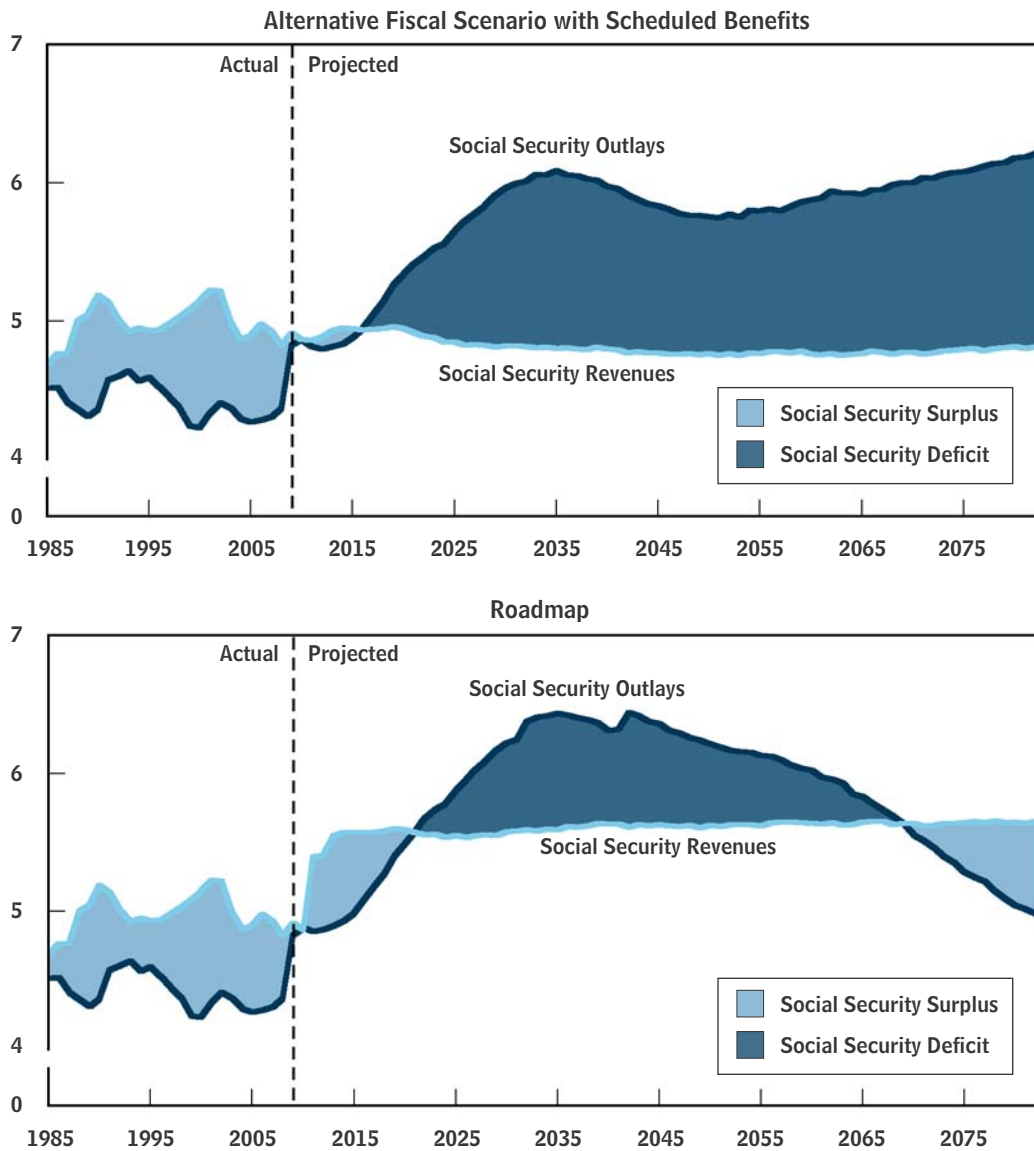 Alternative Fiscal Scenario with Scheduled Benefits
7
Actual Projected
Social Security Outlays
6
5
Social Security Revenues
Social Security Surplus
Social Security Deficit
4
0
1985 1995 2005 2015 2025 2035 2045 2055 2065 2075
Roadmap
7
Actual Projected
Social Security Outlays
6
Social Security Revenues
5
Social Security Surplus
Social Security Deficit
4
0
1985 1995 2005 2015 2025 2035 2045 2055 2065 2075